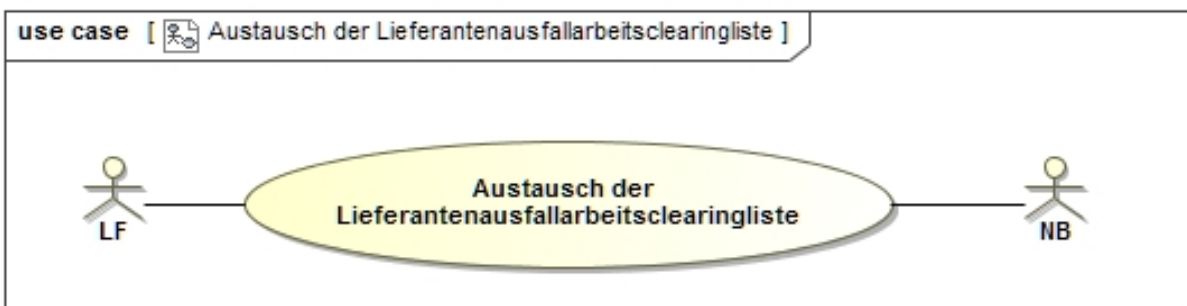 use case [ Austausch der Lieferantenausfallarbeitsclearingliste ]
Austausch der
Lieferantenausfallarbeitsclearingliste
LF
NB